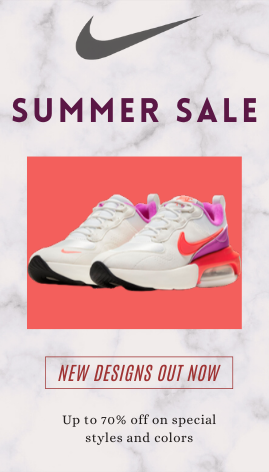 SUMMER SALE
NEW DESIGNS OUT NOW
Up to 70% off on special
styles and colors